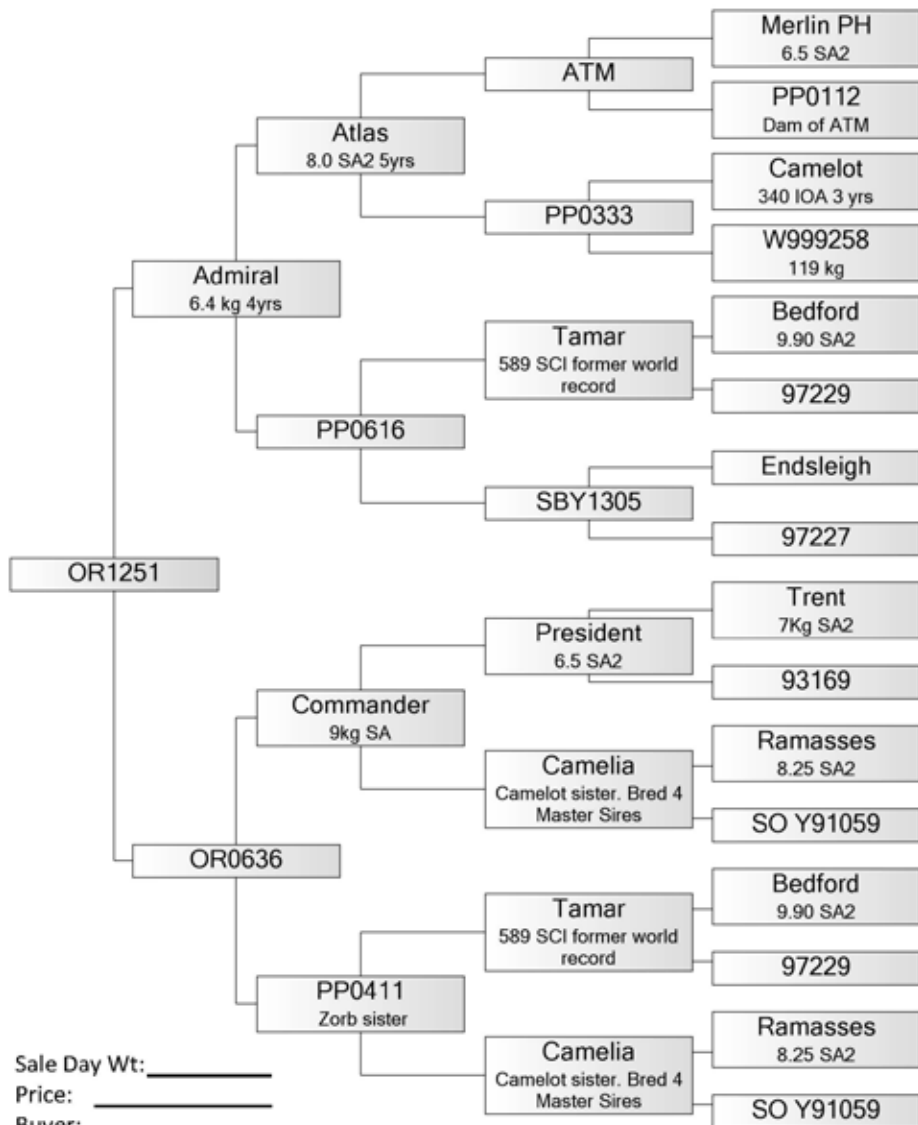 Merlin PH
6.5 SA2
ATM
PP0112
Dam of ATM
Atlas
8.0 SA2 5yrs
Camelot
340 IOA 3 yrs
PP0333
W999258
119 kg
Admiral
6.4 kg 4yrs
Bedford
9.90 SA2
Tamar
589 SCI former world
record
97229
PP0616
Endsleigh
SBY1305
97227
OR1251
Trent
7Kg SA2
President
6.5 SA2
93169
Commander
9kg SA
Ramasses
8.25 SA2
Camelia
Camelot sister. Bred 4
Master Sires
SO Y91059
OR0636
Bedford
9.90 SA2
Tamar
589 SCI former world
record
97229
PP0411
Zorb sister
Ramasses
8.25 SA2
Camelia
Camelot sister. Bred 4
Master Sires
SO Y91059
Sale Day Wt:
Price:
Buyer: